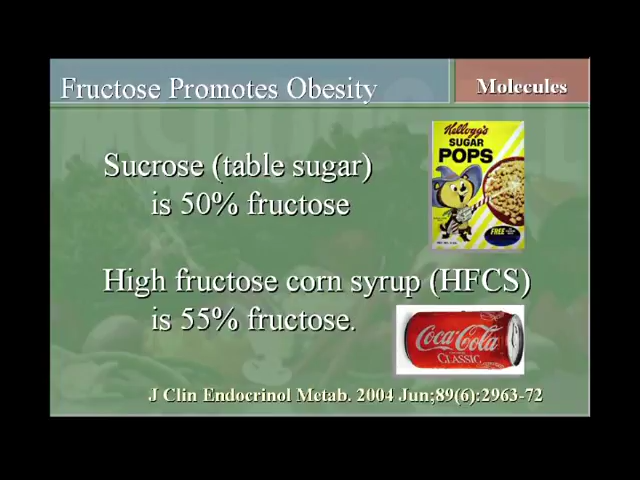 Fructose Promotes Obesity
Molecules
Sucrose (table sugar)
is 50% fructose
Kellogg's
SUGAR
POPS
FREE
High fructose corn syrup (HFCS)
is 55% fructose.
Coca-Cola
CLASSIC
J Clin Endocrinol Metab. 2004 Jun;89(6):2963-72